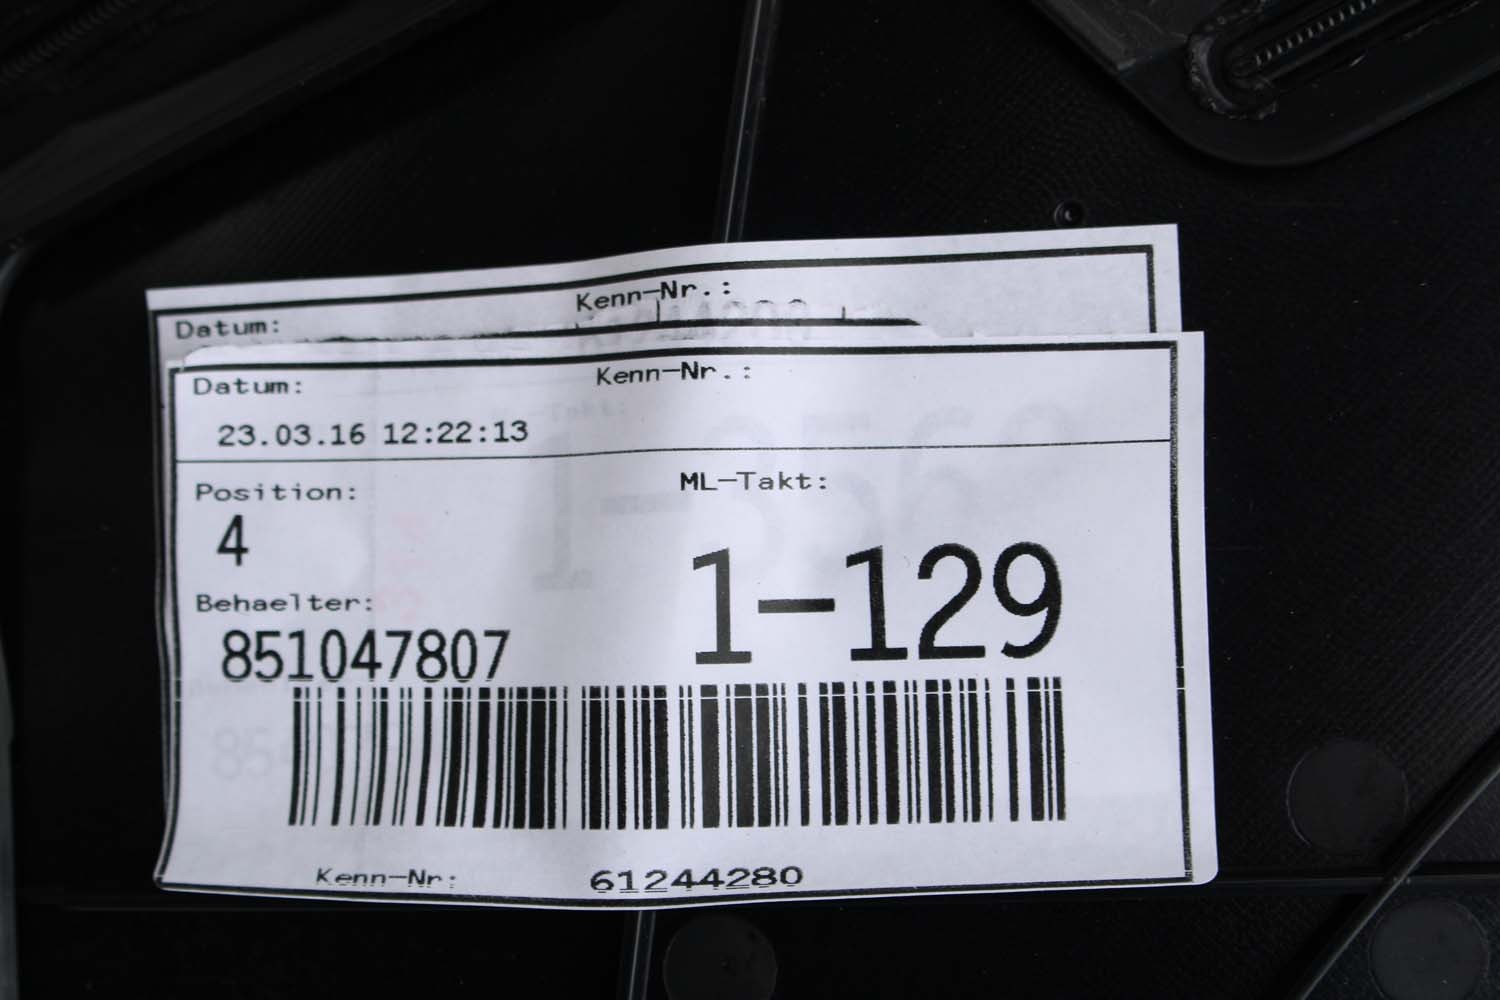 Kenn-Nr.:
Datum:
Datum: Kenn-Nr.:
23.03.16 12:22:13
Position: ML-Takt:
4
1-129
Behaelter:
851047807
Kenn-Nr: 61244280